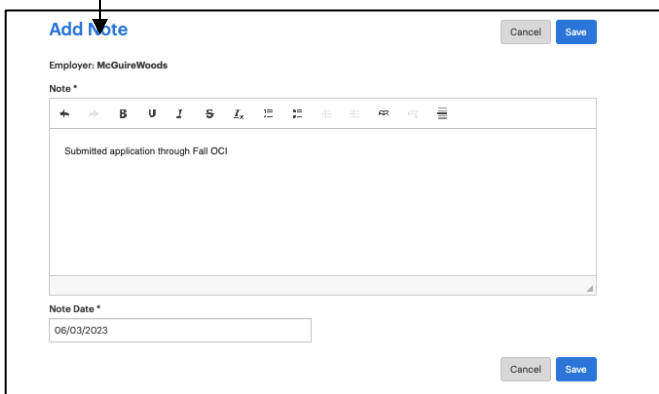 Add Note
Cancel Save
Employer: McGuireWoods
Note *
B U I S Ix
Submitted application through Fall OCI
Note Date *
06/03/2023
Cancel Save